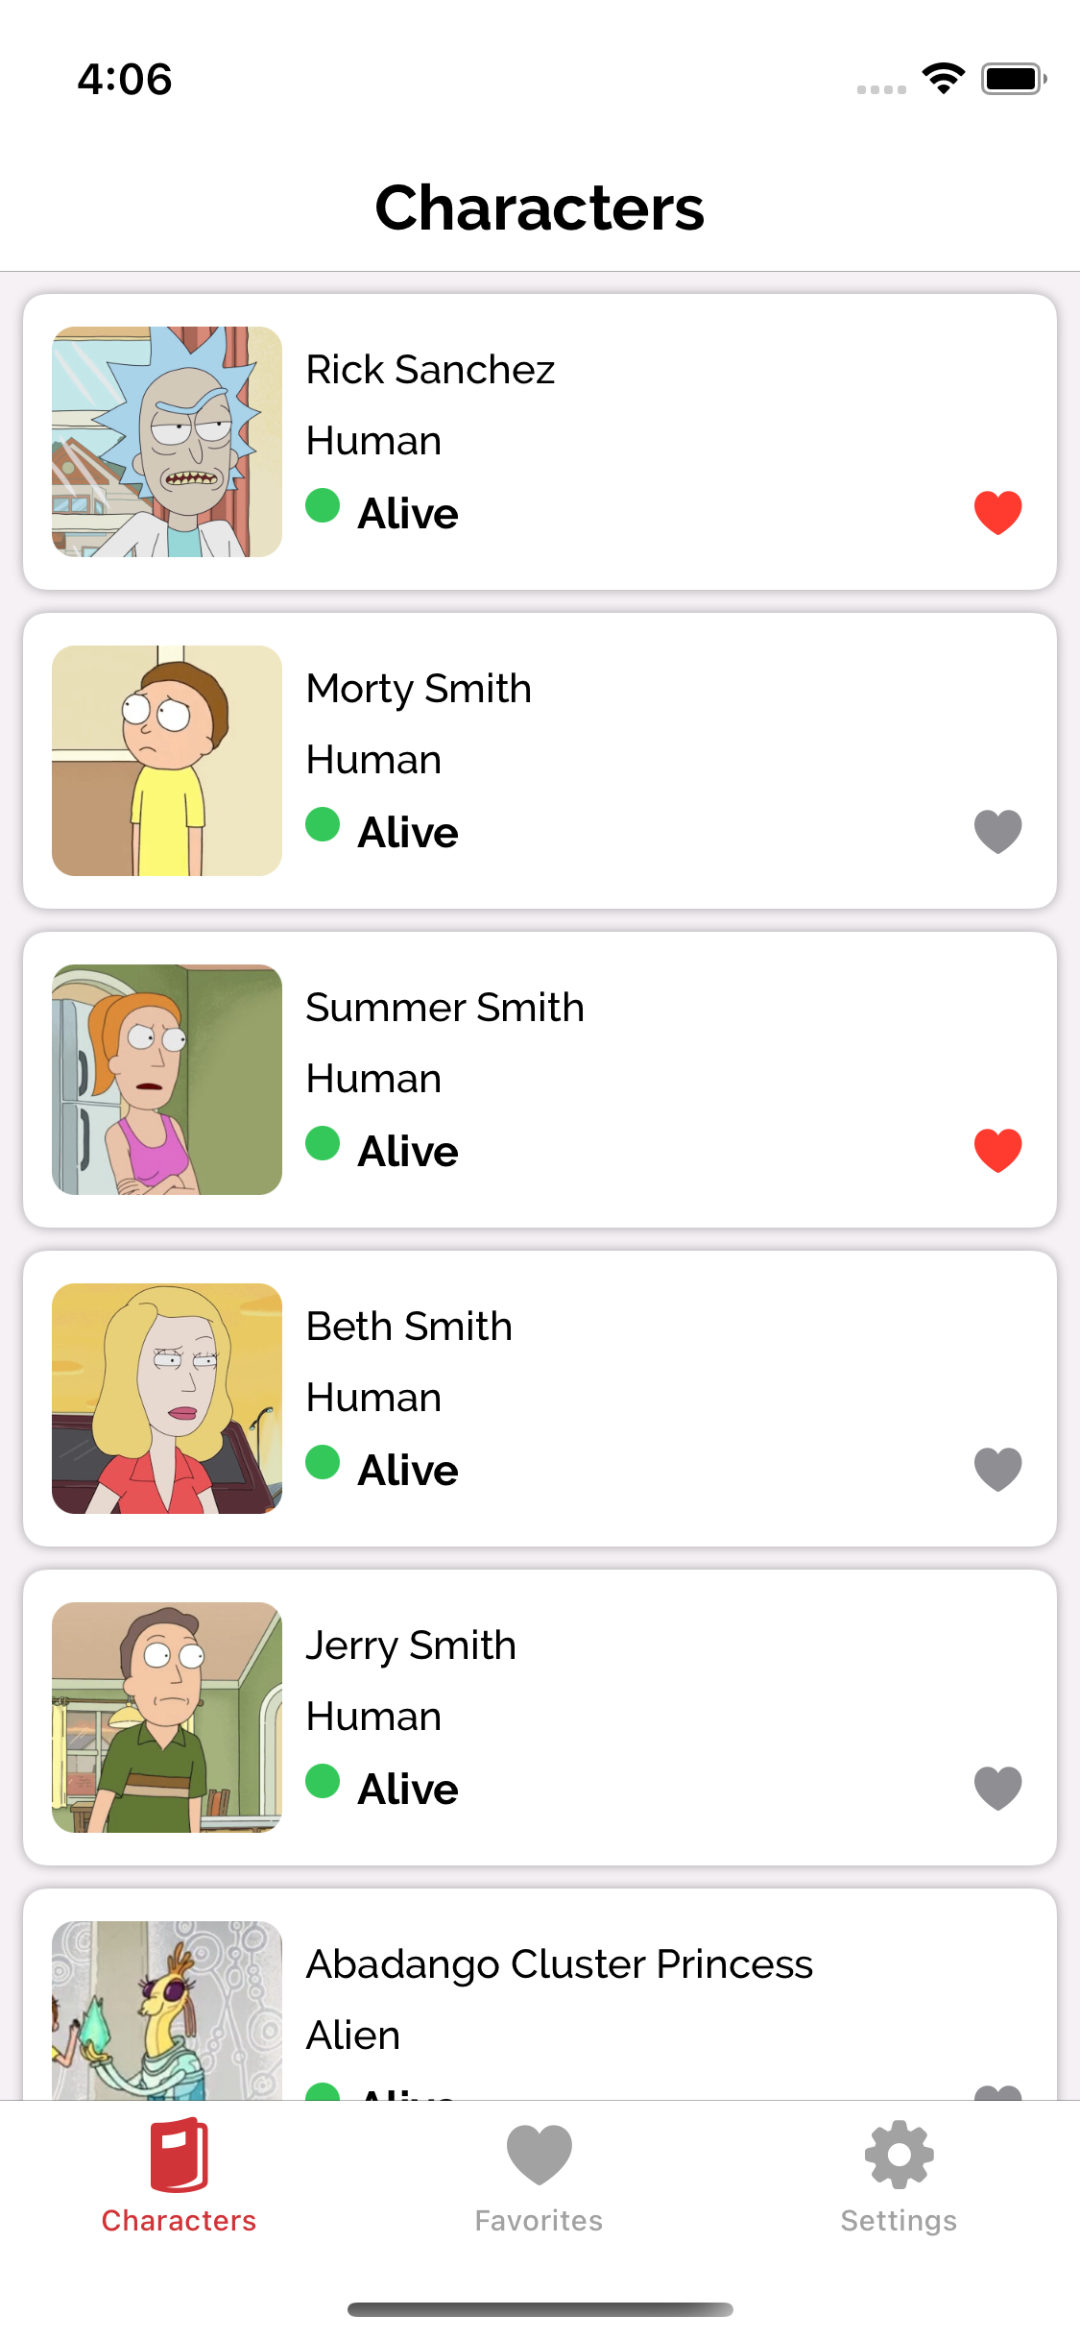 4:06
Characters
Rick Sanchez
Human
Alive
Morty Smith
Human
Alive
Summer Smith
Human
Alive
Beth Smith
Human
Alive
Jerry Smith
Human
Alive
Abadango Cluster Princess
Alien
Alive
Characters
Favorites
Settings